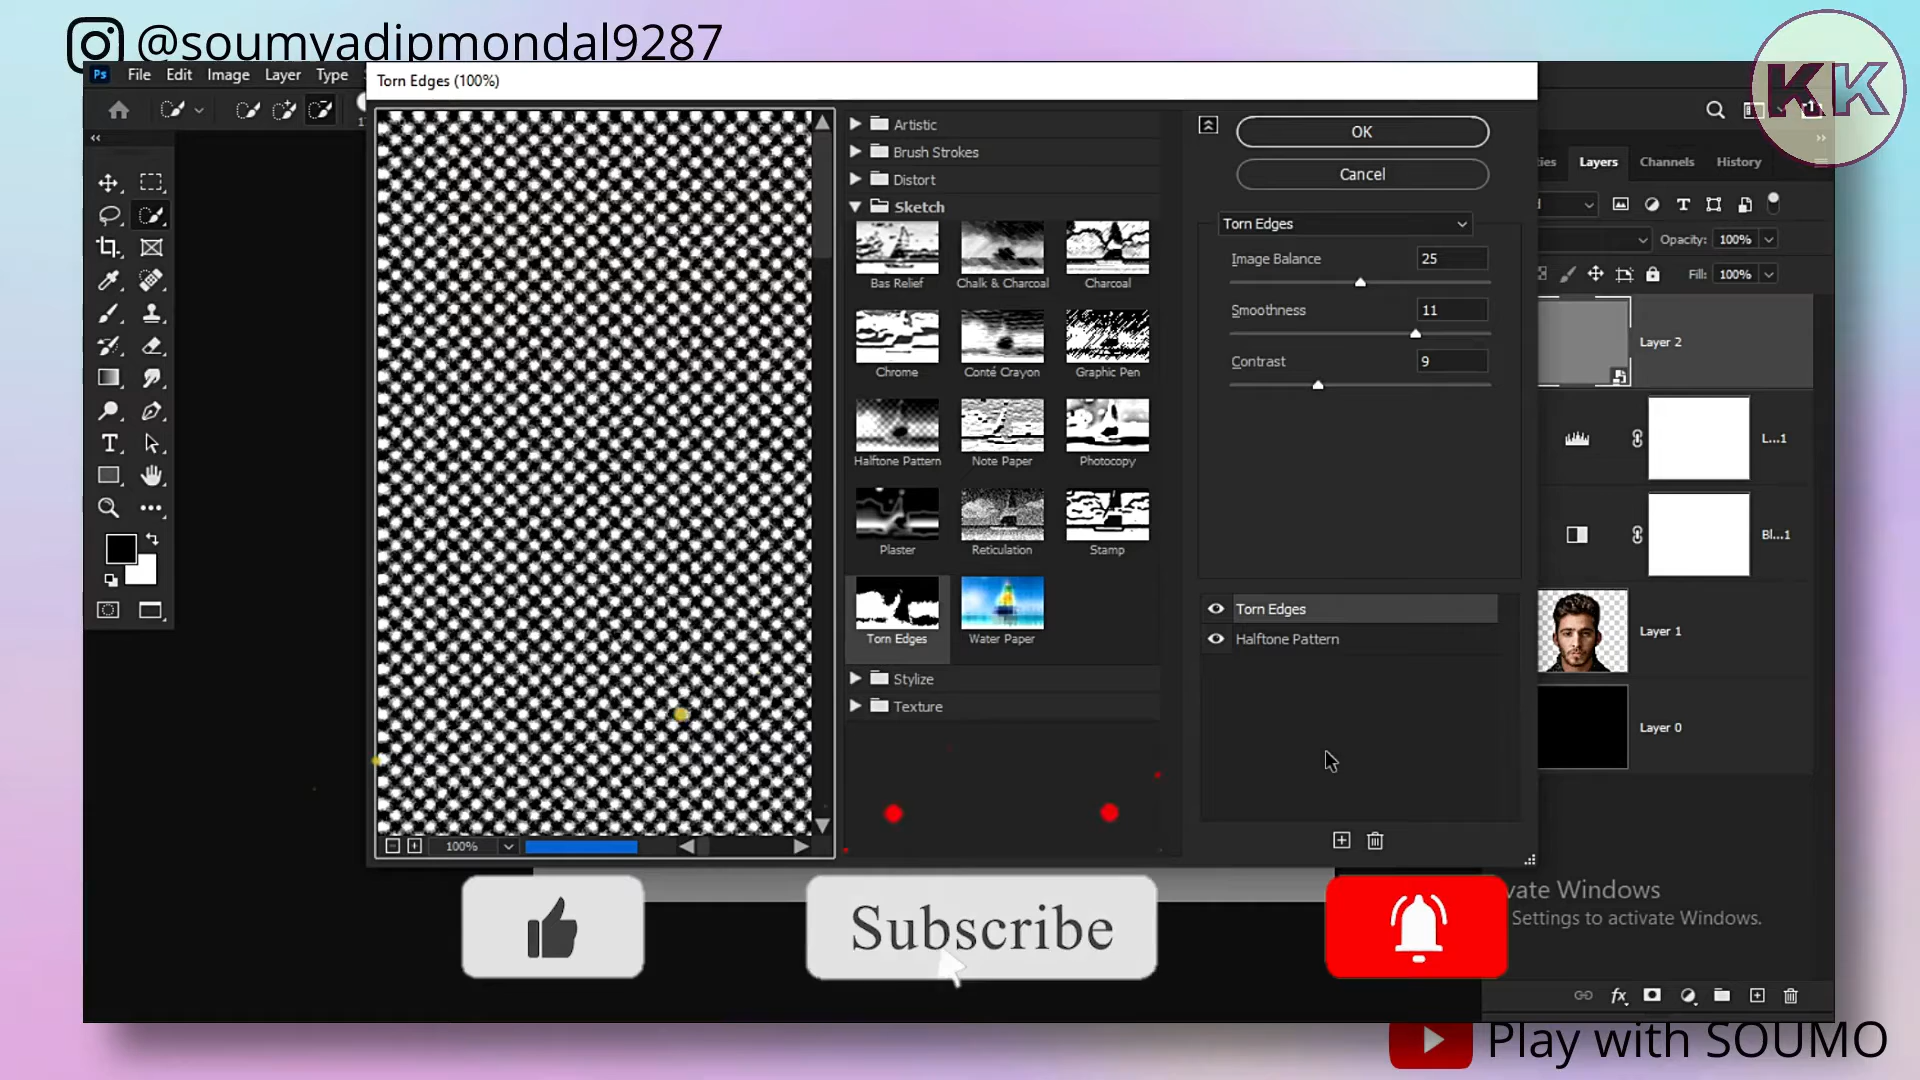 @soumyadipmondal9287
KK
Ps File Edit Image Layer Type
Torn Edges (100%)
Artistic
Brush Strokes
Distort
Sketch
Bas Relief Chalk & Charcoal Charcoal
Chrome Conté Crayon Graphic Pen
Halftone Pattern Note Paper Photocopy
Plaster Reticulation Stamp
Torn Edges Water Paper
Stylize
Texture
100%
OK
Cancel
Torn Edges
Image Balance 25
Smoothness 11
Contrast 9
Torn Edges
Halftone Pattern
Layers Channels History
Opacity: 100%
Fill: 100%
Layer 2
L...1
Bl...1
Layer 1
Layer 0
vate Windows
Settings to activate Windows.
Subscribe
Play with SOUMO